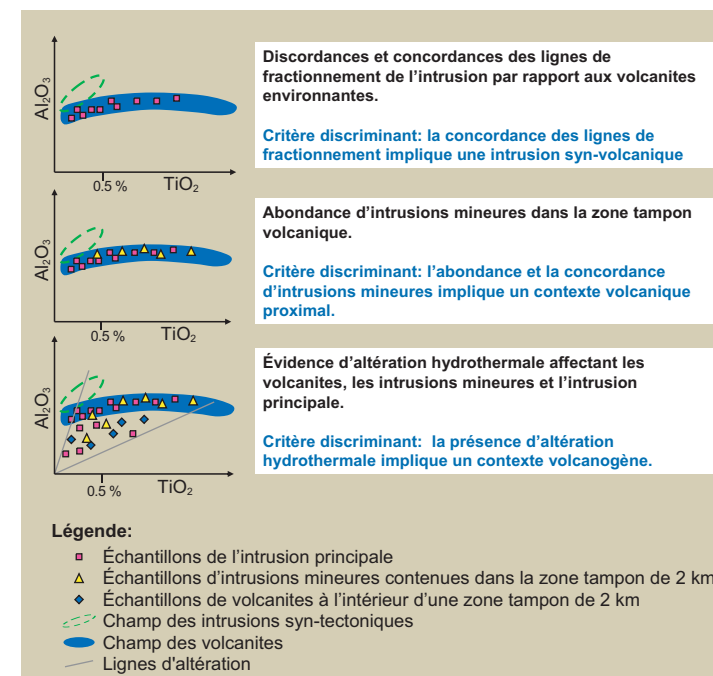 Al₂O₃
0.5 %
TiO₂
Discordances et concordances des lignes de
fractionnement de l'intrusion par rapport aux volcanites
environnantes.
Critère discriminant: la concordance des lignes de
fractionnement implique une intrusion syn-volcanique
Al₂O₃
0.5 %
TiO₂
Abondance d'intrusions mineures dans la zone tampon
volcanique.
Critère discriminant: l'abondance et la concordance
d'intrusions mineures implique un contexte volcanique
proximal.
Al₂O₃
0.5 %
TiO₂
Évidence d'altération hydrothermale affectant les
volcanites, les intrusions mineures et l'intrusion
principale.
Critère discriminant: la présence d'altération
hydrothermale implique un contexte volcanogène.
Légende:
Échantillons de l'intrusion principale
Échantillons d'intrusions mineures contenues dans la zone tampon de 2 km
Échantillons de volcanites à l'intérieur d'une zone tampon de 2 km
Champ des intrusions syn-tectoniques
Champ des volcanites
Lignes d'altération